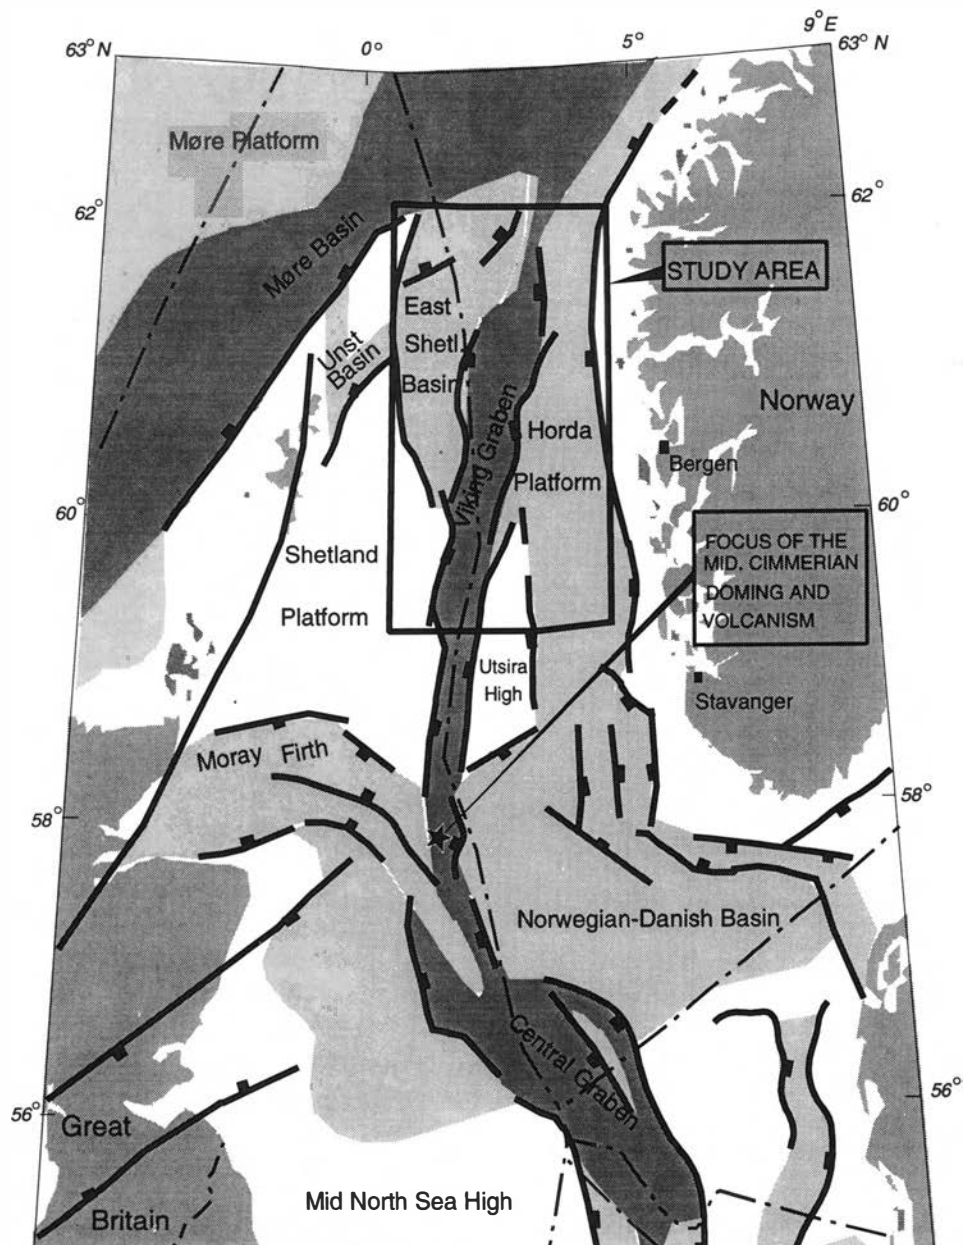 9° E
63° N
0°
5°
63° N
Møre Platform
62°
62°
Møre Basin
STUDY AREA
East
Shetl.
Basin
Unst
Basin
Viking Graben
Norway
Horda
Platform
Bergen
60°
60°
FOCUS OF THE
MID. CIMMERIAN
DOMING AND
VOLCANISM
Shetland
Platform
Utsira
High
Stavanger
Moray Firth
58°
58°
Norwegian-Danish Basin
Central Graben
56°
56°
Great
Britain
Mid North Sea High